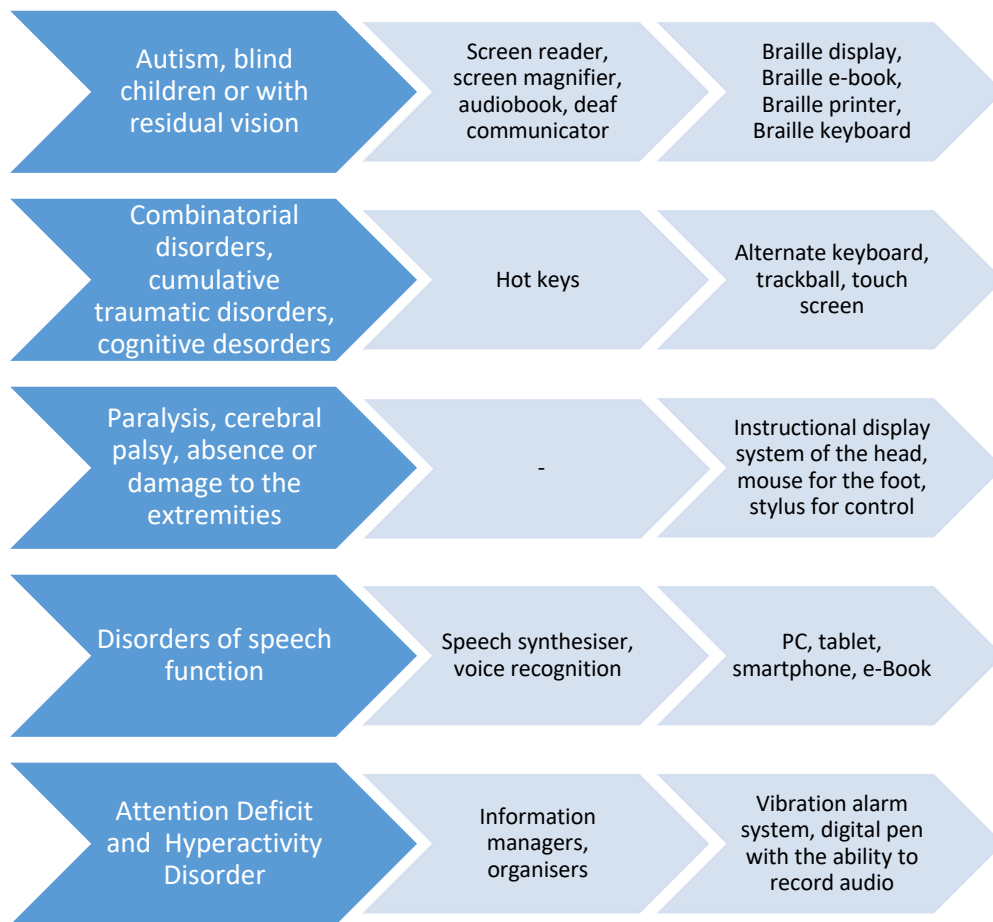 Autism, blind
children or with
residual vision
Screen reader,
screen magnifier,
audiobook, deaf
communicator
Braille display,
Braille e-book,
Braille printer,
Braille keyboard
Combinatorial
disorders,
cumulative
traumatic disorders,
cognitive desorders
Hot keys
Alternate keyboard,
trackball, touch
screen
Paralysis, cerebral
palsy, absence or
damage to the
extremities
-
Instructional display
system of the head,
mouse for the foot,
stylus for control
Disorders of speech
function
Speech synthesiser,
voice recognition
PC, tablet,
smartphone, e-Book
Attention Deficit
and Hyperactivity
Disorder
Information
managers,
organisers
Vibration alarm
system, digital pen
with the ability to
record audio